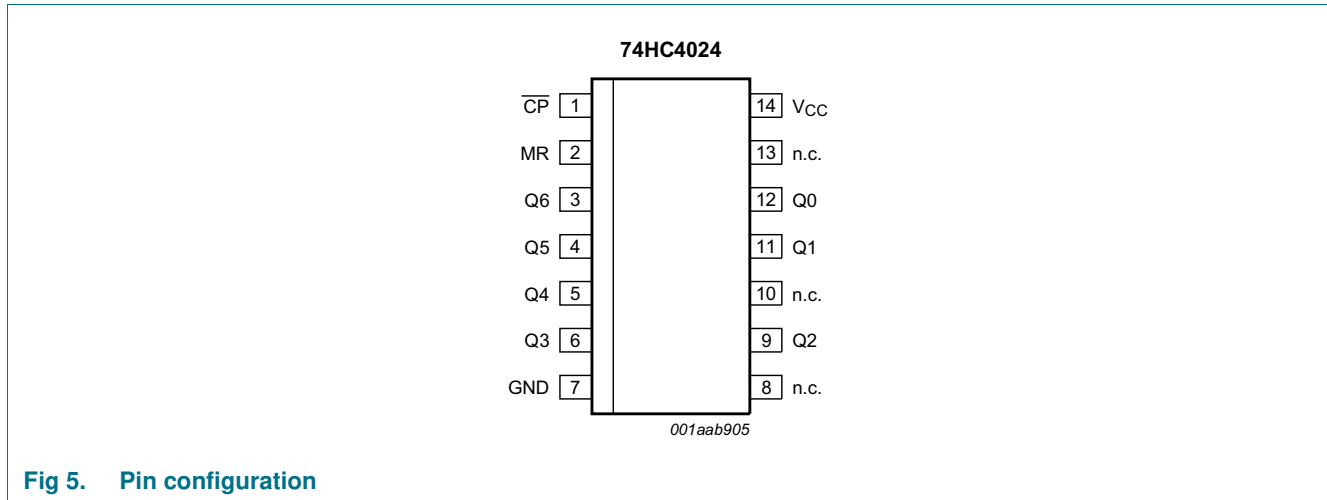 74HC4024
C̅P̅ 1
14 VCC
MR 2
13 n.c.
Q6 3
12 Q0
Q5 4
11 Q1
Q4 5
10 n.c.
Q3 6
9 Q2
GND 7
8 n.c.
001aab905
Fig 5. Pin configuration